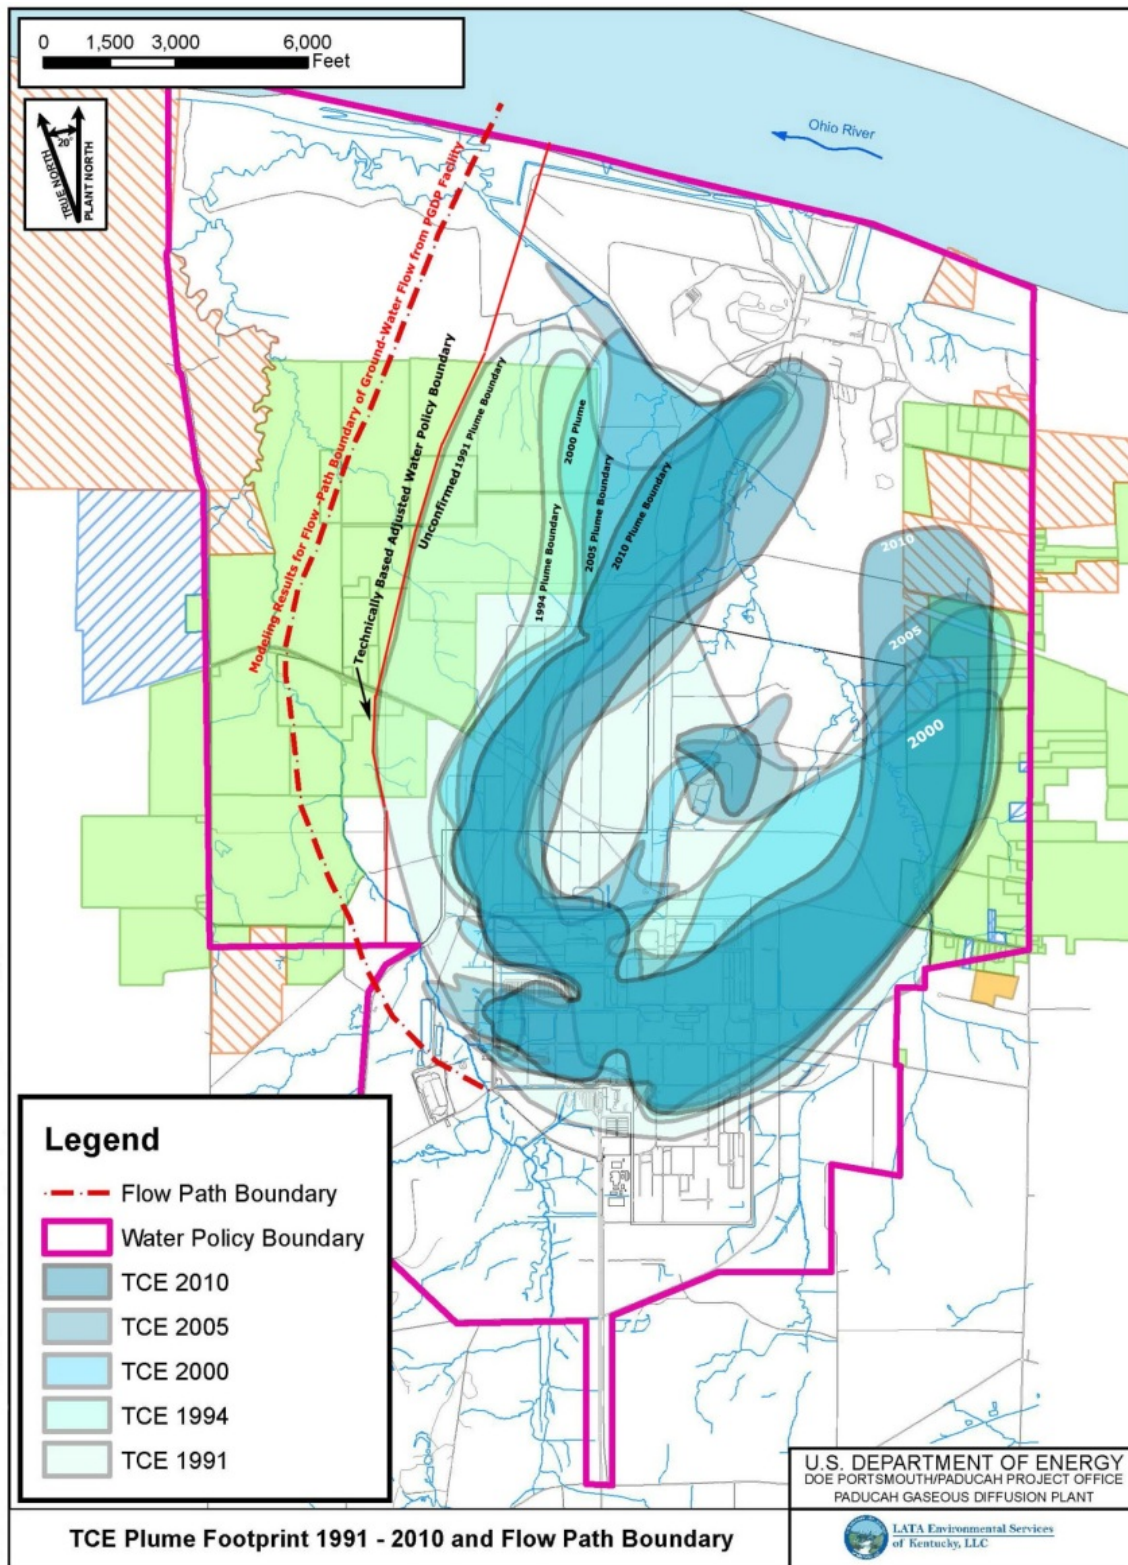 0 1,500 3,000 6,000
Feet
20°
TRUE NORTH
PLANT NORTH
Ohio River
Modeling Results for Flow -Path Boundary of Ground-Water Flow from PGDP Facility
Technically Based Adjusted Water Policy Boundary
Unconfirmed 1991 Plume Boundary
1994 Plume Boundary
2000 Plume
2005 Plume Boundary
2010 Plume Boundary
2010
2005
2000
Legend
Flow Path Boundary
Water Policy Boundary
TCE 2010
TCE 2005
TCE 2000
TCE 1994
TCE 1991
U.S. DEPARTMENT OF ENERGY
DOE PORTSMOUTH/PADUCAH PROJECT OFFICE
PADUCAH GASEOUS DIFFUSION PLANT
TCE Plume Footprint 1991 - 2010 and Flow Path Boundary
LATA Environmental Services
of Kentucky, LLC